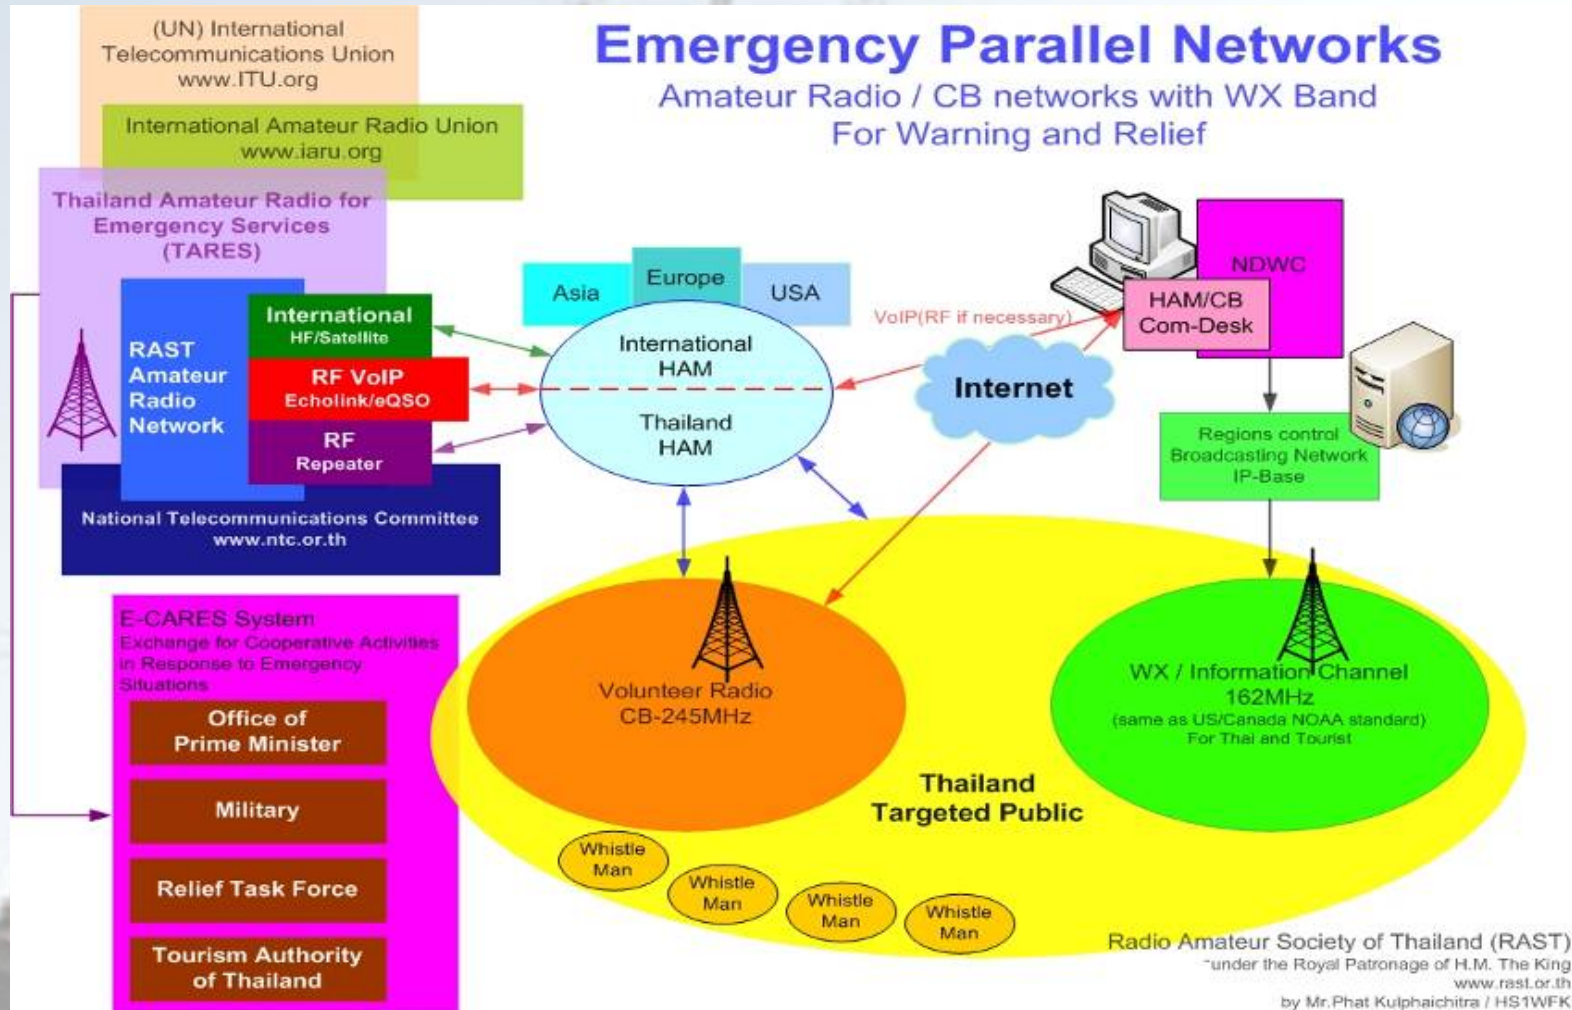 Emergency Parallel Networks
Amateur Radio / CB networks with WX Band
For Warning and Relief
(UN) International
Telecommunications Union
www.ITU.org
International Amateur Radio Union
www.iaru.org
Thailand Amateur Radio for
Emergency Services
(TARES)
RAST
Amateur
Radio
Network
International
HF/Satellite
RF VoIP
Echolink/eQSO
RF
Repeater
National Telecommunications Committee
www.ntc.or.th
Asia
Europe
USA
International
HAM
Thailand
HAM
VoIP(RF if necessary)
Internet
NDWC
HAM/CB
Com-Desk
Regions control
Broadcasting Network
IP-Base
E-CARES System
Exchange for Cooperative Activities
in Response to Emergency
Situations
Office of
Prime Minister
Military
Relief Task Force
Tourism Authority
of Thailand
Volunteer Radio
CB-245MHz
WX / Information Channel
162MHz
(same as US/Canada NOAA standard)
For Thai and Tourist
Thailand
Targeted Public
Whistle
Man
Whistle
Man
Whistle
Man
Whistle
Man
Radio Amateur Society of Thailand (RAST)
under the Royal Patronage of H.M. The King
www.rast.or.th
by Mr.Phat Kulphaichitra / HS1WFK